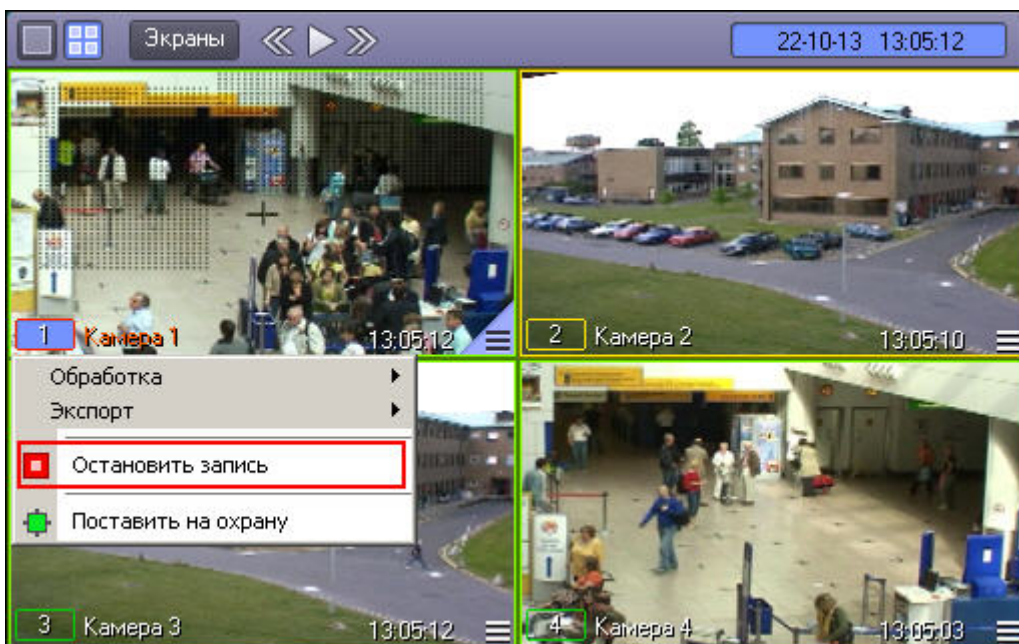 Экраны
22-10-13 13:05:12
1 Камера 1 13:05:12
2 Камера 2 13:05:10
Обработка
Экспорт
Остановить запись
Поставить на охрану
3 Камера 3 13:05:12
4 Камера 4 13:05:03